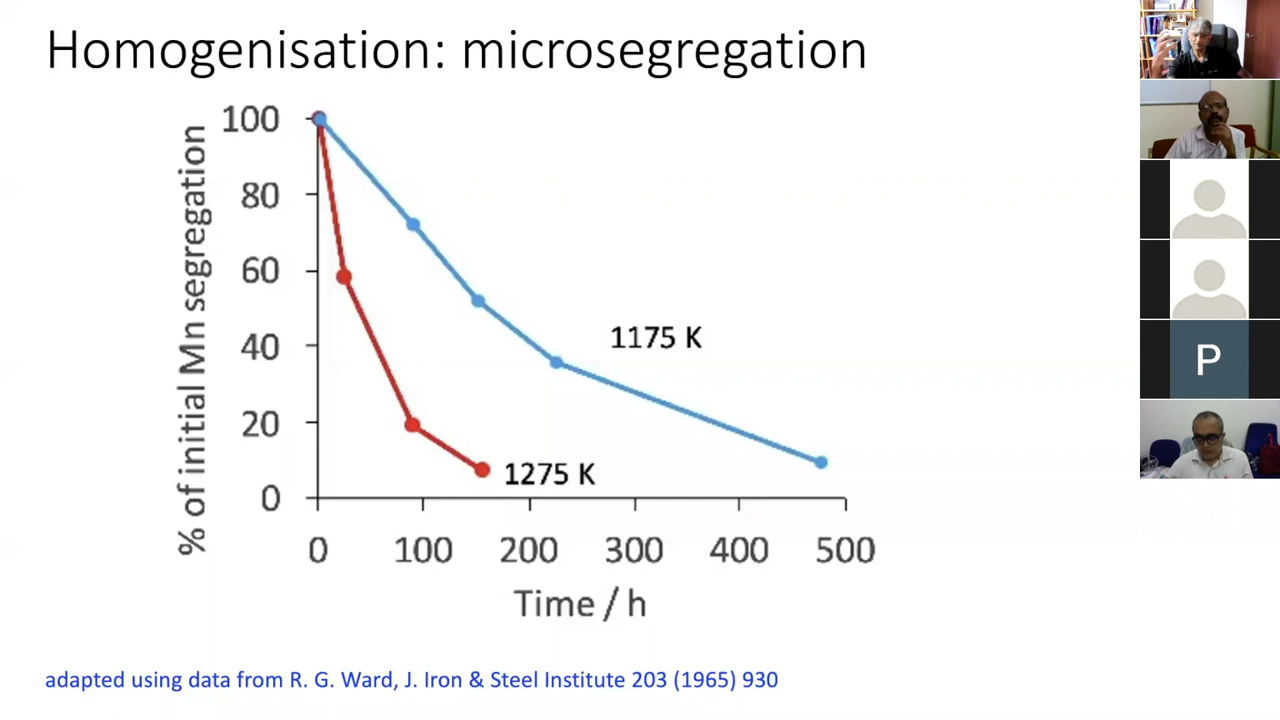 Homogenisation: microsegregation
% of initial Mn segregation
100
80
60
40
20
0
1175 K
1275 K
0 100 200 300 400 500
Time / h
adapted using data from R. G. Ward, J. Iron & Steel Institute 203 (1965) 930
P